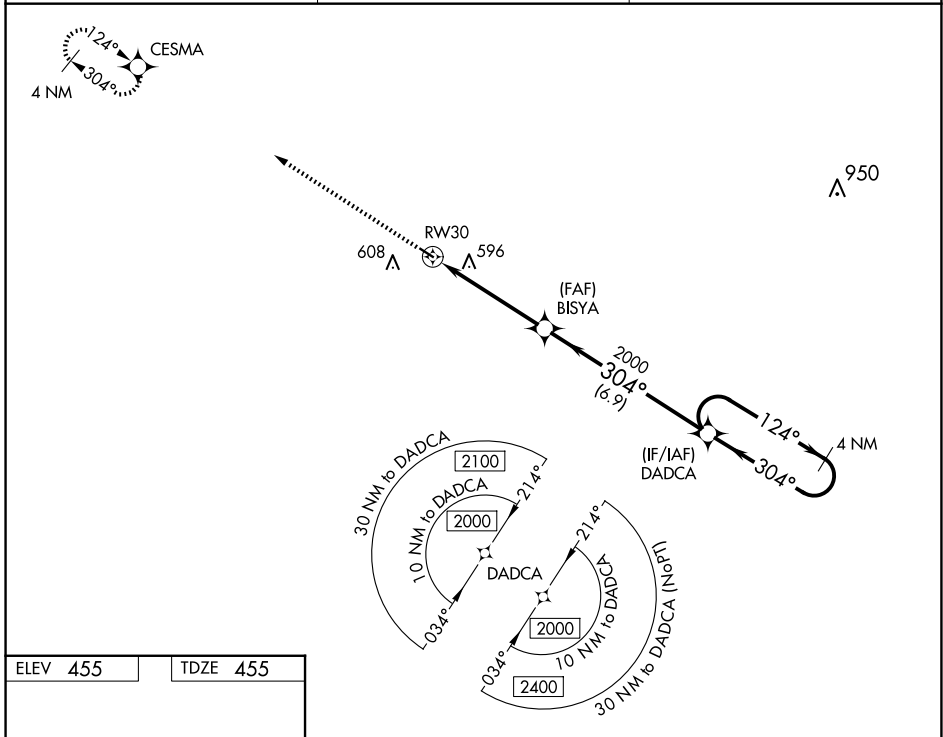 124°
CESMA
304°
4 NM
950
RW30
608
596
(FAF)
BISYA
2000
304°
(6.9)
124°
4 NM
304°
(IF/IAF)
DADCA
30 NM to DADCA
2100
214°
10 NM to DADCA
2000
214°
DADCA
034°
2000
10 NM to DADCA
034°
2400
30 NM to DADCA (NoPT)
ELEV 455
TDZE 455